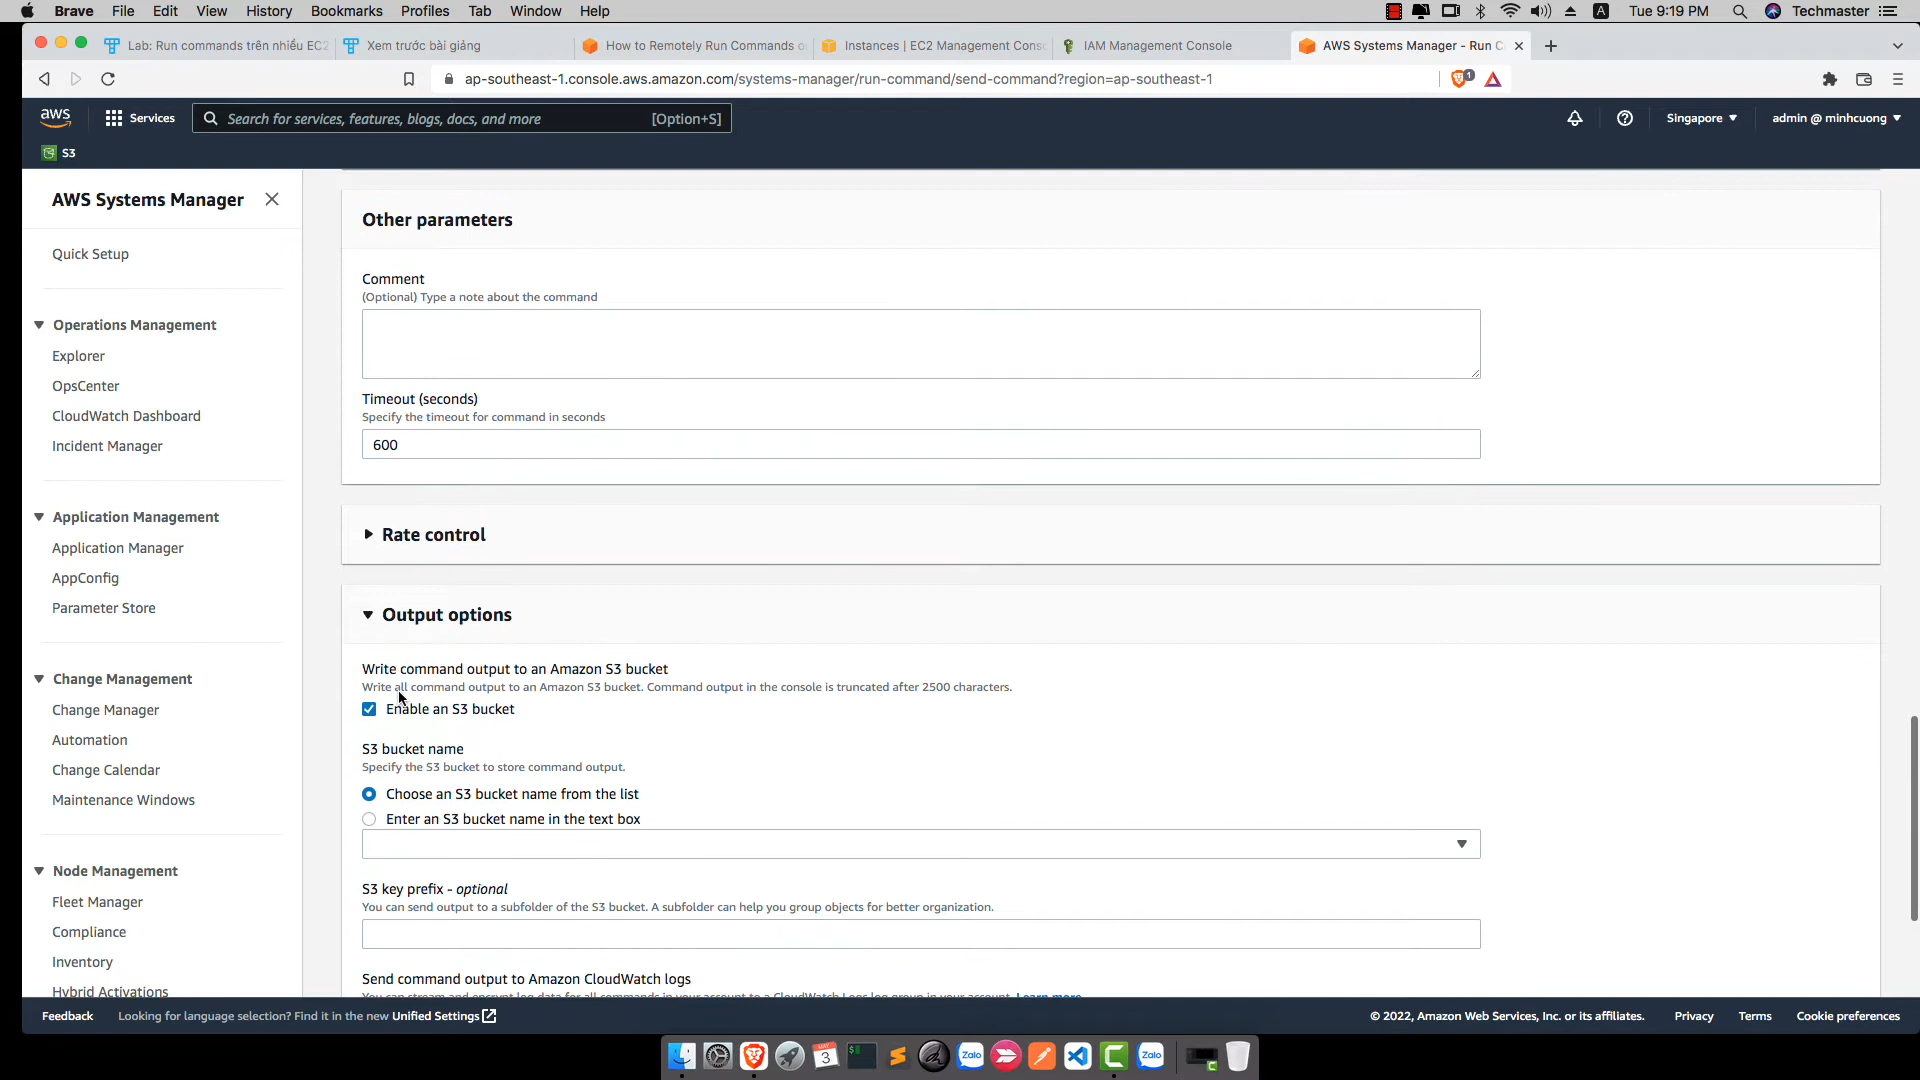 Brave File Edit View History Bookmarks Profiles Tab Window Help
A Tue 9:19 PM Techmaster
Lab: Run commands trên nhiều EC2
Xem trước bài giảng
How to Remotely Run Commands o
Instances | EC2 Management Cons
IAM Management Console
AWS Systems Manager - Run C
ap-southeast-1.console.aws.amazon.com/systems-manager/run-command/send-command?region=ap-southeast-1
1
aws
Services
Search for services, features, blogs, docs, and more
[Option+S]
Singapore
admin @ minhcuong
S3
AWS Systems Manager
Quick Setup
Operations Management
Explorer
OpsCenter
CloudWatch Dashboard
Incident Manager
Application Management
Application Manager
AppConfig
Parameter Store
Change Management
Change Manager
Automation
Change Calendar
Maintenance Windows
Node Management
Fleet Manager
Compliance
Inventory
Hybrid Activations
Other parameters
Comment
(Optional) Type a note about the command
Timeout (seconds)
Specify the timeout for command in seconds
600
Rate control
Output options
Write command output to an Amazon S3 bucket
Write all command output to an Amazon S3 bucket. Command output in the console is truncated after 2500 characters.
Enable an S3 bucket
S3 bucket name
Specify the S3 bucket to store command output.
Choose an S3 bucket name from the list
Enter an S3 bucket name in the text box
S3 key prefix - optional
You can send output to a subfolder of the S3 bucket. A subfolder can help you group objects for better organization.
Send command output to Amazon CloudWatch logs
You can stream and encrypt log data for all commands in your account to a CloudWatch Logs log group in your account. Learn more
Feedback
Looking for language selection? Find it in the new Unified Settings
© 2022, Amazon Web Services, Inc. or its affiliates.
Privacy
Terms
Cookie preferences
MAY
3
$
Zalo
Zalo